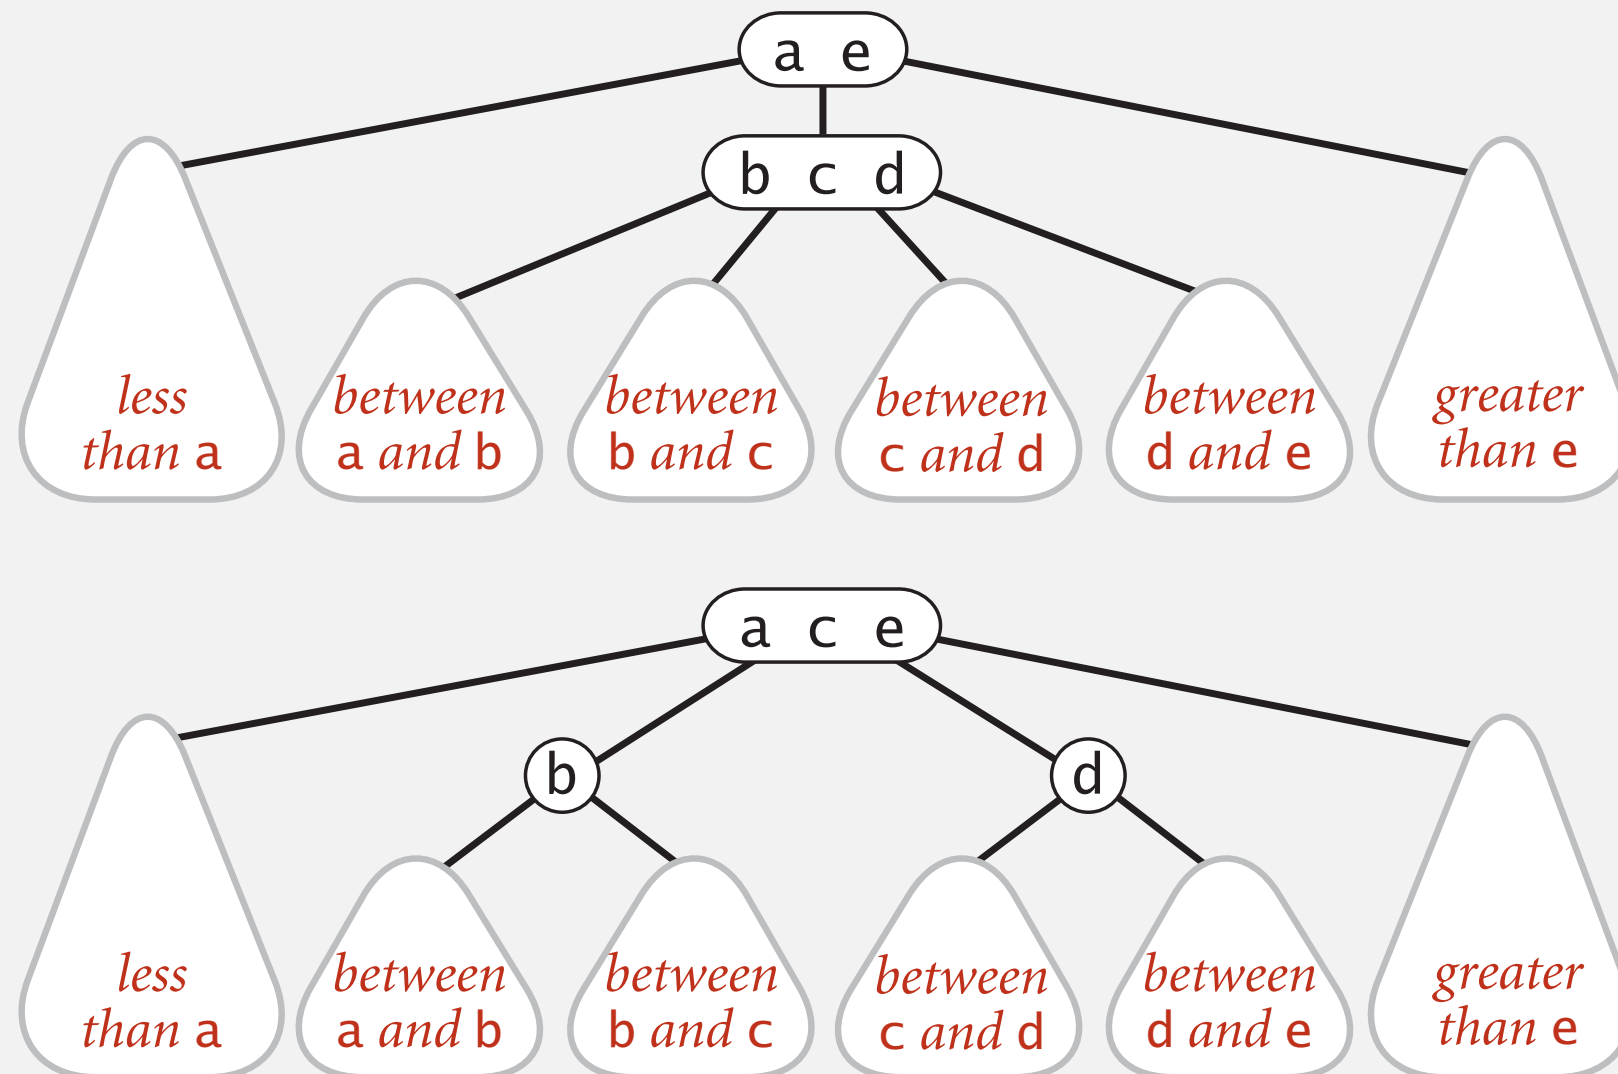 a e
b c d
less
than a
between
a and b
between
b and c
between
c and d
between
d and e
greater
than e
a c e
b
d
less
than a
between
a and b
between
b and c
between
c and d
between
d and e
greater
than e